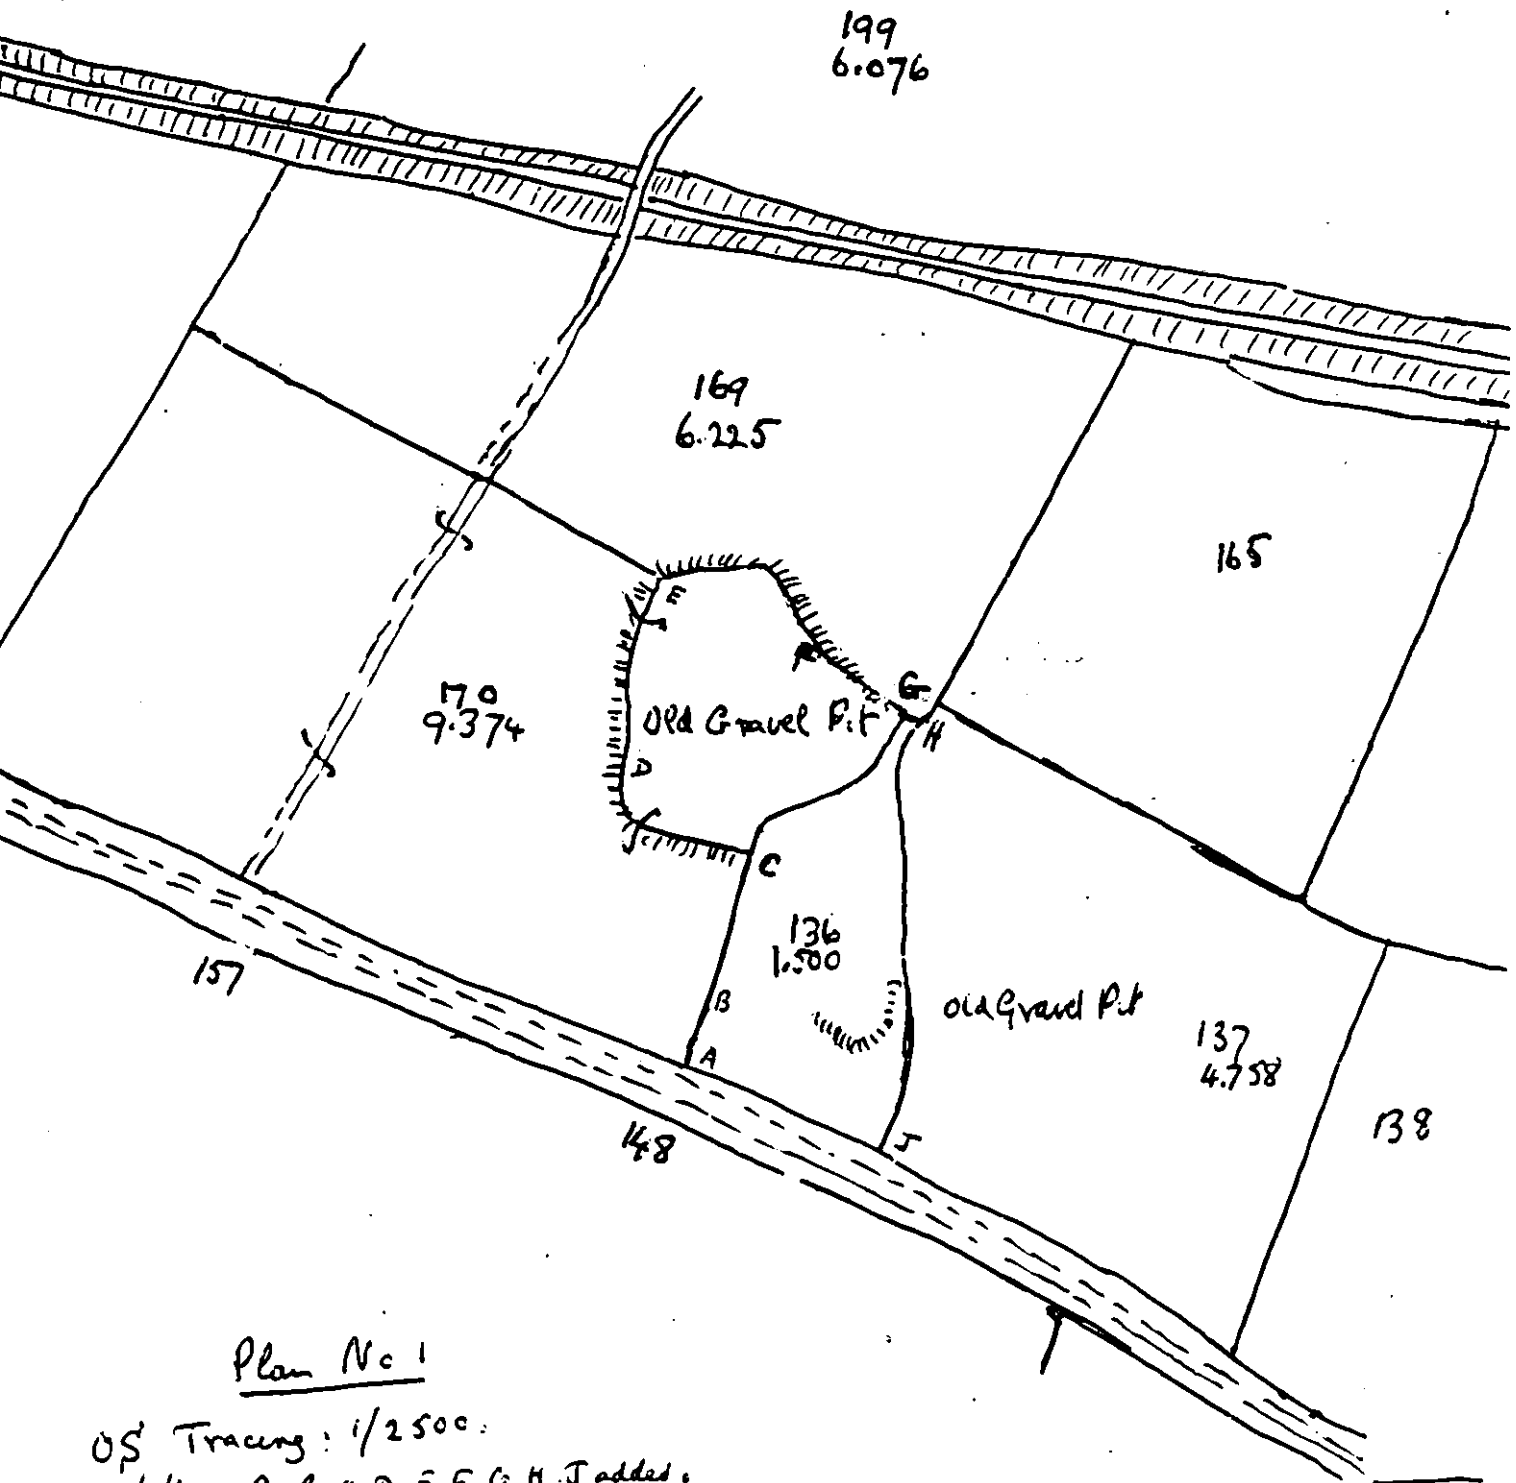 199
6.076
169
6.225
165
E
170
9.374
Old Gravel Pit
G
H
D
C
136
1.500
B
A
Old Gravel Pit
137
4.758
138
157
148
J
Plan No 1
OS Tracing: 1/2500.
A B C D E F G H J added.